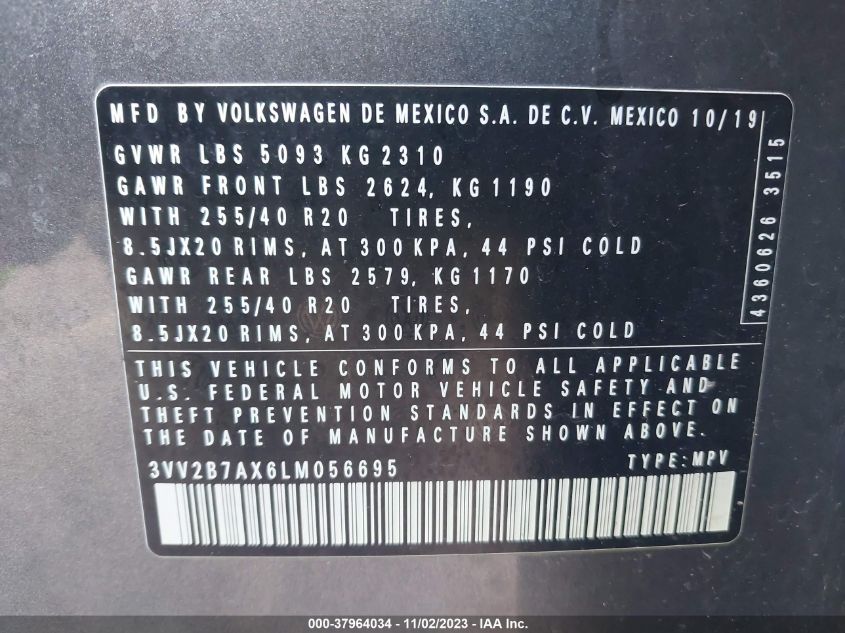 MFD BY VOLKSWAGEN DE MEXICO S.A. DE C.V. MEXICO 10/19
GVWR LBS 5093 KG 2310
GAWR FRONT LBS 2624, KG 1190
WITH 255/40 R20 TIRES,
8.5JX20 RIMS, AT 300 KPA, 44 PSI COLD
GAWR REAR LBS 2579, KG 1170
WITH 255/40 R20 TIRES,
8.5JX20 RIMS, AT 300 KPA, 44 PSI COLD
4360626 3515
THIS VEHICLE CONFORMS TO ALL APPLICABLE
U.S. FEDERAL MOTOR VEHICLE SAFETY AND
THEFT PREVENTION STANDARDS IN EFFECT ON
THE DATE OF MANUFACTURE SHOWN ABOVE.
3VV2B7AX6LM056695 TYPE: MPV
000-37964034 - 11/02/2023 - IAA Inc.